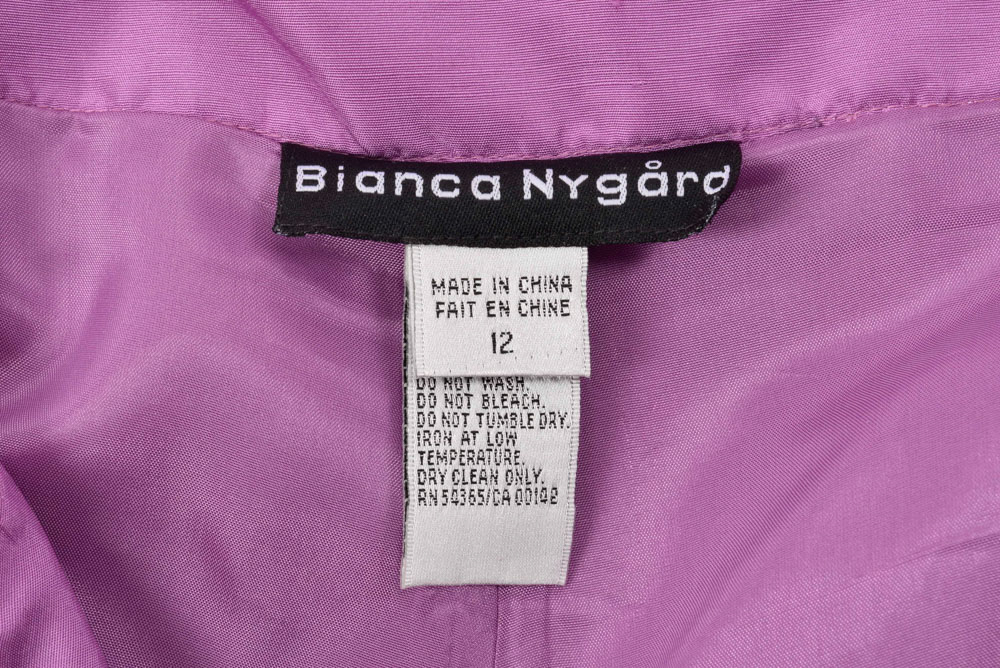 Bianca Nygård
MADE IN CHINA
FAIT EN CHINE
12
DO NOT WASH.
DO NOT BLEACH.
DO NOT TUMBLE DRY.
IRON AT LOW
TEMPERATURE.
DRY CLEAN ONLY.
RN 54365/CA 00148